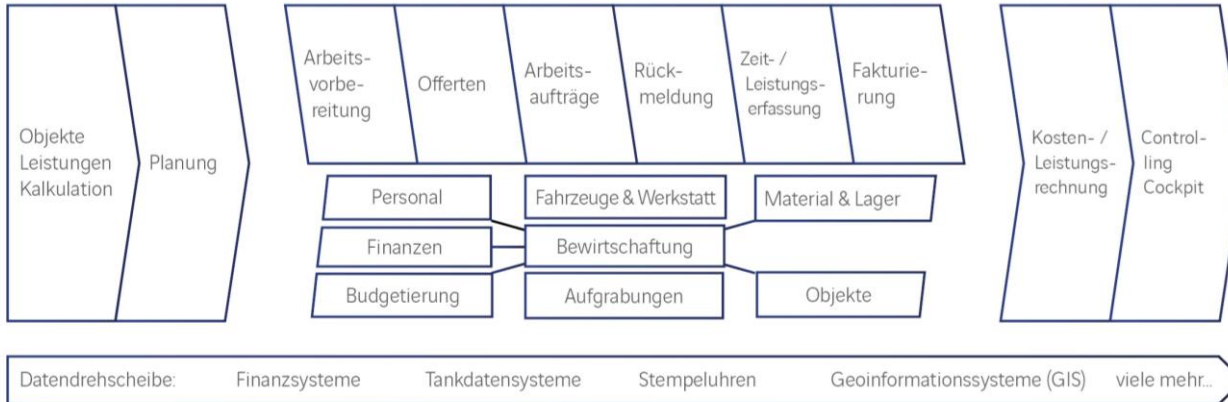 Objekte
Leistungen
Kalkulation
Planung
Arbeits-
vorbe-
reitung
Offerten
Arbeits-
aufträge
Rück-
meldung
Zeit- /
Leistungs-
erfassung
Fakturie-
rung
Personal
Fahrzeuge & Werkstatt
Material & Lager
Finanzen
Bewirtschaftung
Budgetierung
Aufgrabungen
Objekte
Kosten- /
Leistungs-
rechnung
Control-
ling
Cockpit
Datendrehscheibe: Finanzsysteme Tankdatensysteme Stempeluhren Geoinformationssysteme (GIS) viele mehr...